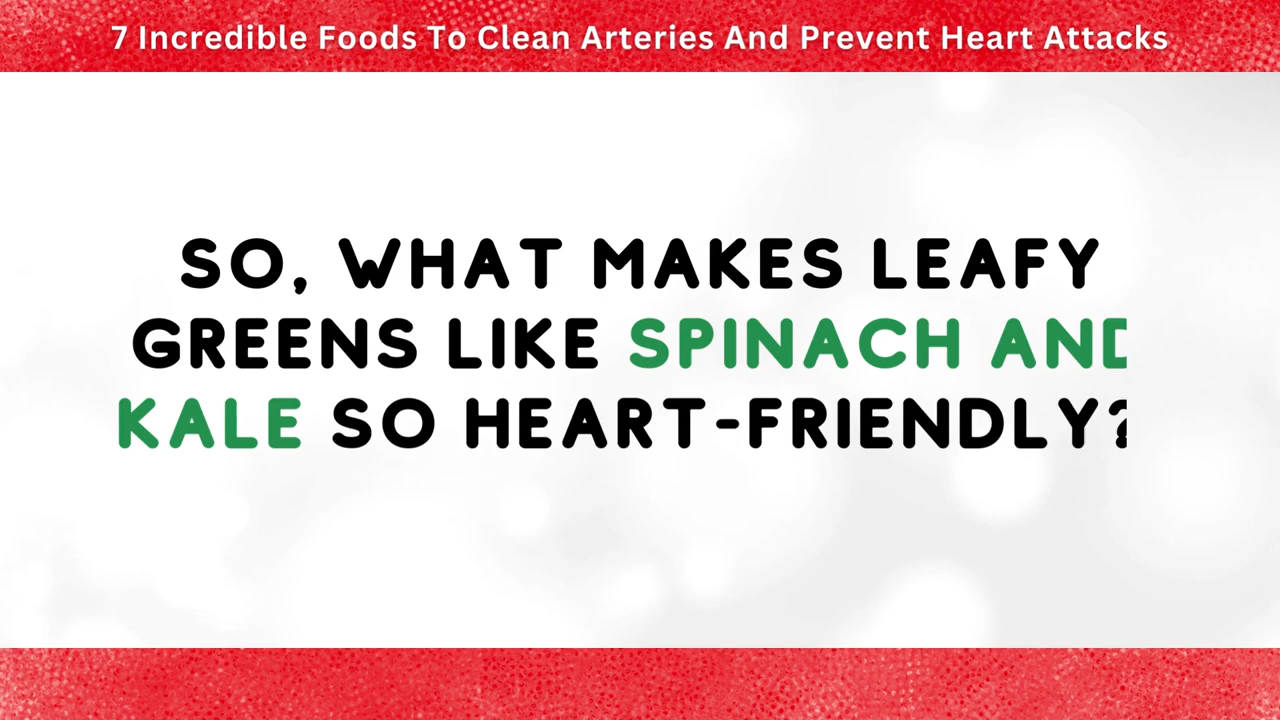 7 Incredible Foods To Clean Arteries And Prevent Heart Attacks
SO, WHAT MAKES LEAFY
GREENS LIKE SPINACH AND
KALE SO HEART-FRIENDLY?